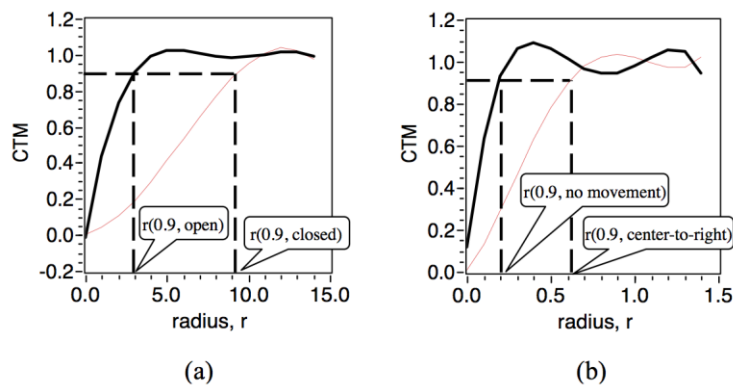 (a)
1.2
1.0
0.8
0.6
0.4
0.2
0.0
-0.2
CTM
r(0.9, open)
r(0.9, closed)
0.0 5.0 10.0 15.0
radius, r
(b)
1.2
1.0
0.8
0.6
0.4
0.2
0.0
CTM
r(0.9, no movement)
r(0.9, center-to-right)
0.0 0.5 1.0 1.5
radius, r
(a) (b)